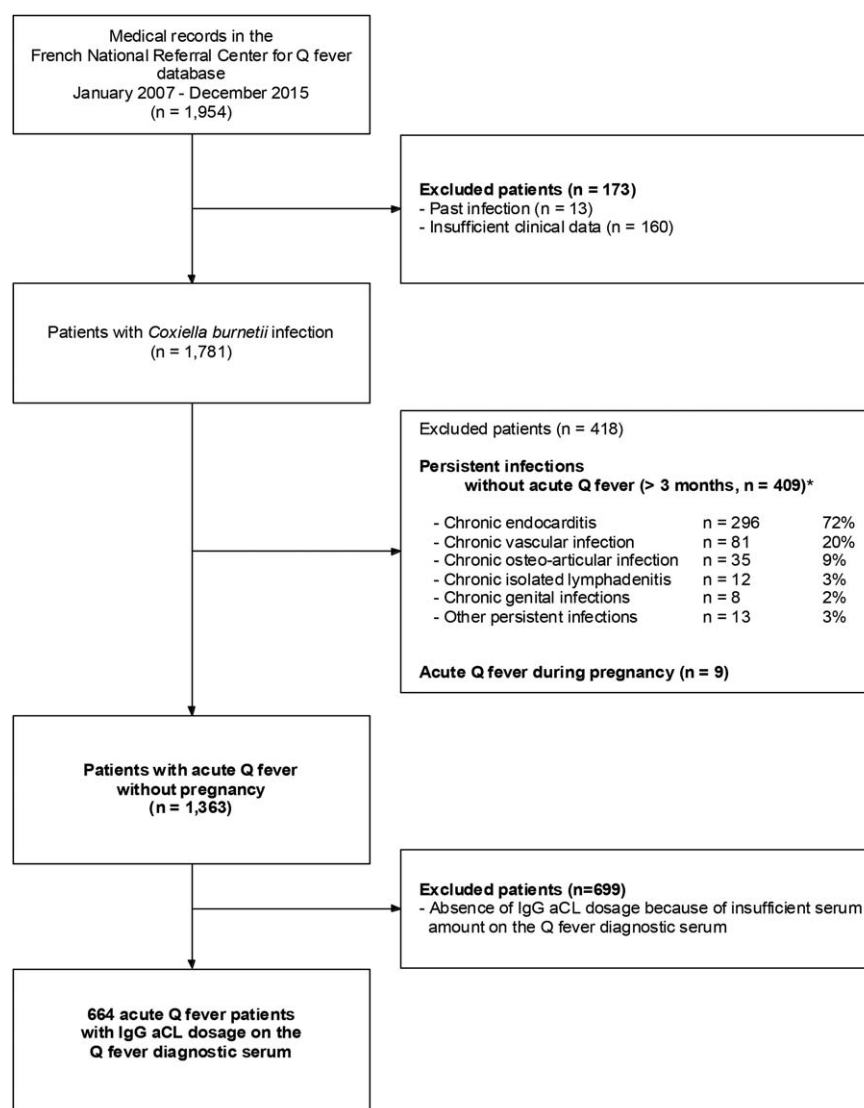 Medical records in the
French National Referral Center for Q fever
database
January 2007 - December 2015
(n = 1,954)
Excluded patients (n = 173)
- Past infection (n = 13)
- Insufficient clinical data (n = 160)
Patients with Coxiella burnetii infection
(n = 1,781)
Excluded patients (n = 418)
Persistent infections
without acute Q fever (> 3 months, n = 409)*
- Chronic endocarditis n = 296 72%
- Chronic vascular infection n = 81 20%
- Chronic osteo-articular infection n = 35 9%
- Chronic isolated lymphadenitis n = 12 3%
- Chronic genital infections n = 8 2%
- Other persistent infections n = 13 3%
Acute Q fever during pregnancy (n = 9)
Patients with acute Q fever
without pregnancy
(n = 1,363)
Excluded patients (n=699)
- Absence of IgG aCL dosage because of insufficient serum
amount on the Q fever diagnostic serum
664 acute Q fever patients
with IgG aCL dosage on the
Q fever diagnostic serum